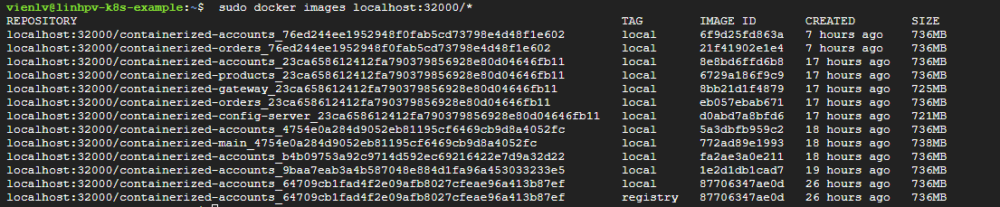 vienlv@linhpv-k8s-example:~$ sudo docker images localhost:32000/*
REPOSITORY TAG IMAGE ID CREATED SIZE
localhost:32000/containerized-accounts_76ed244ee1952948f0fab5cd73798e4d48f1e602 local 6f9d25fd863a 7 hours ago 736MB
localhost:32000/containerized-orders_76ed244ee1952948f0fab5cd73798e4d48f1e602 local 21f41902e1e4 7 hours ago 736MB
localhost:32000/containerized-accounts_23ca658612412fa790379856928e80d04646fb11 local 8e8bd6ffd6b8 17 hours ago 736MB
localhost:32000/containerized-products_23ca658612412fa790379856928e80d04646fb11 local 6729a186f9c9 17 hours ago 736MB
localhost:32000/containerized-gateway_23ca658612412fa790379856928e80d04646fb11 local 8bb21d1f4879 17 hours ago 725MB
localhost:32000/containerized-orders_23ca658612412fa790379856928e80d04646fb11 local eb057ebab671 17 hours ago 736MB
localhost:32000/containerized-config-server_23ca658612412fa790379856928e80d04646fb11 local d0abd7a8bfd6 17 hours ago 721MB
localhost:32000/containerized-accounts_4754e0a284d9052eb81195cf6469cb9d8a4052fc local 5a3dbfb959c2 18 hours ago 736MB
localhost:32000/containerized-main_4754e0a284d9052eb81195cf6469cb9d8a4052fc local 772ad89e1993 18 hours ago 738MB
localhost:32000/containerized-accounts_b4b09753a92c9714d592ec69216422e7d9a32d22 local fa2ae3a0e211 18 hours ago 736MB
localhost:32000/containerized-accounts_9baa7eab3a4b587048e884d1fa96a453033233e5 local 1e2d1db1cad7 19 hours ago 736MB
localhost:32000/containerized-accounts_64709cb1fad4f2e09afb8027cfeae96a413b87ef local 87706347ae0d 26 hours ago 736MB
localhost:32000/containerized-accounts_64709cb1fad4f2e09afb8027cfeae96a413b87ef registry 87706347ae0d 26 hours ago 736MB